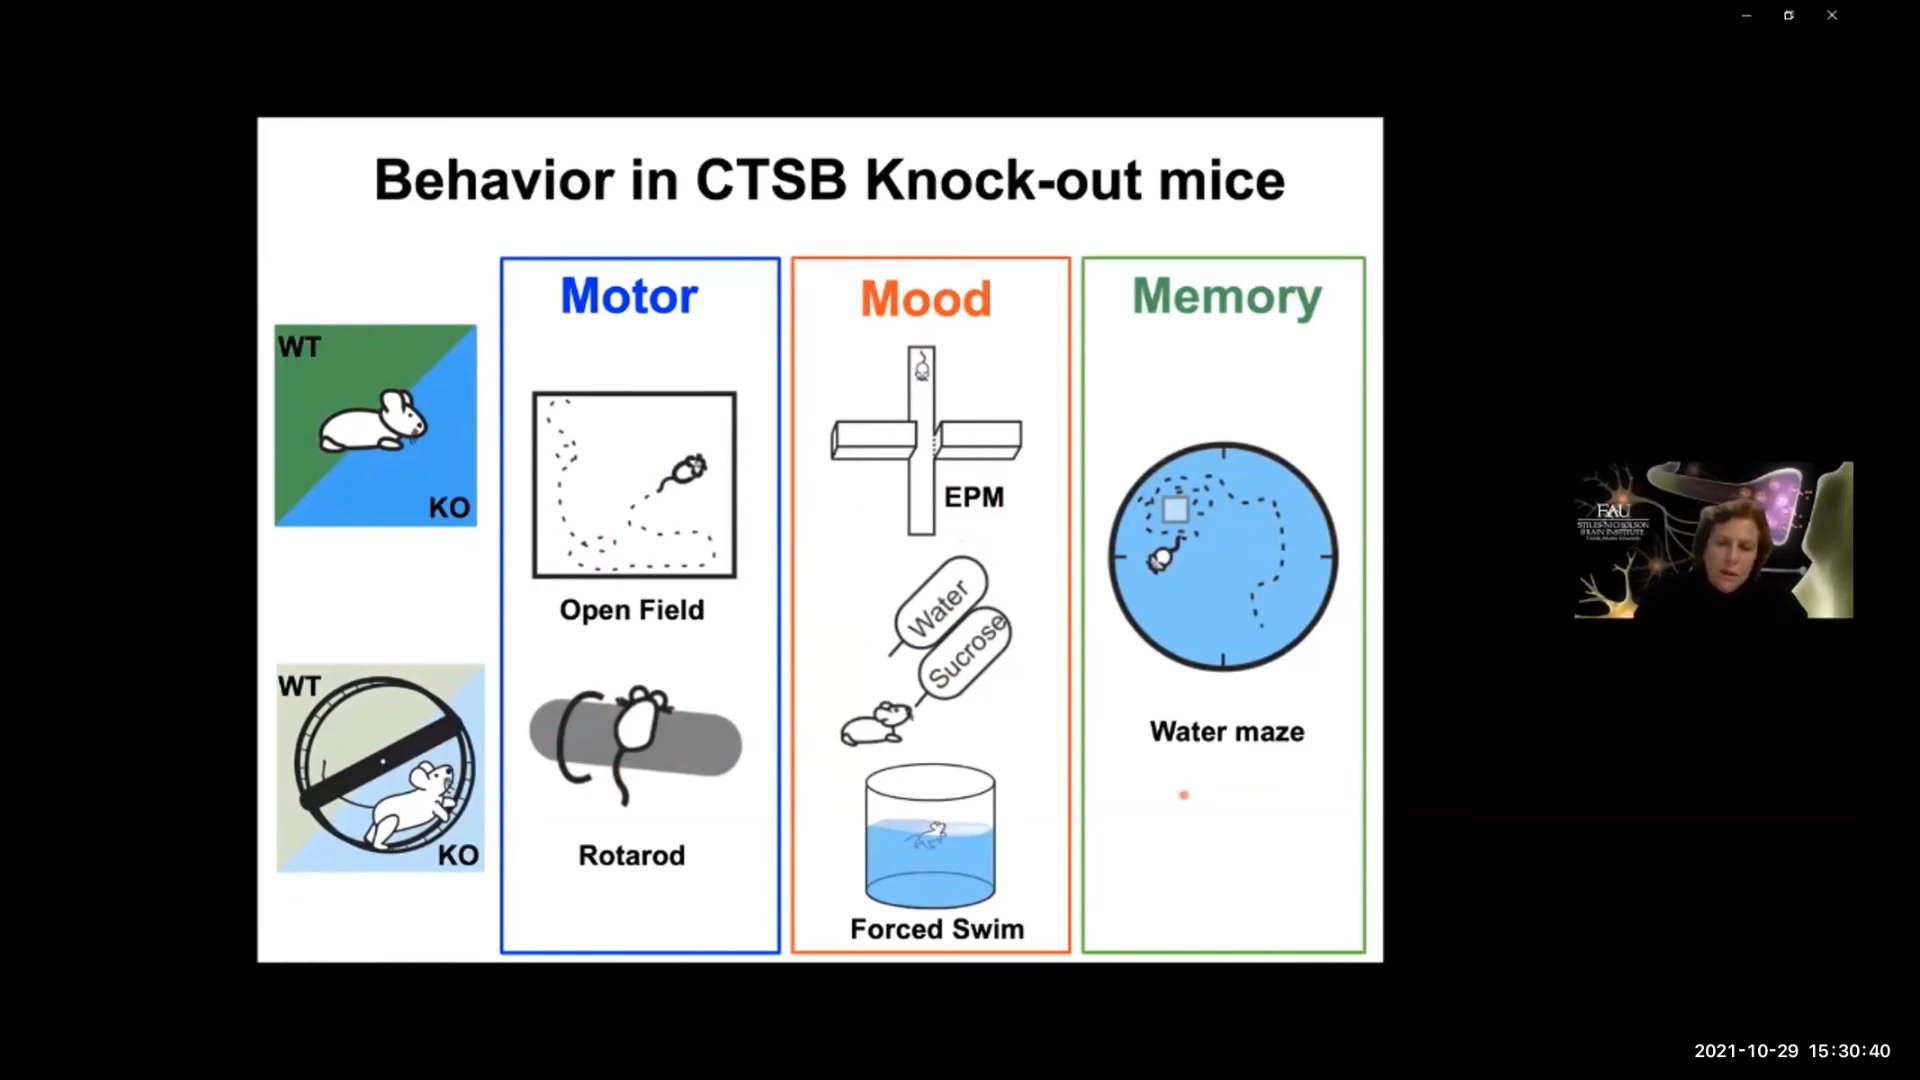 Behavior in CTSB Knock-out mice
WT
KO
WT
KO
Motor
Open Field
Rotarod
Mood
EPM
Water
Sucrose
Forced Swim
Memory
Water maze
FAU
STILES-NICHOLSON
BRAIN INSTITUTE
2021-10-29 15:30:40